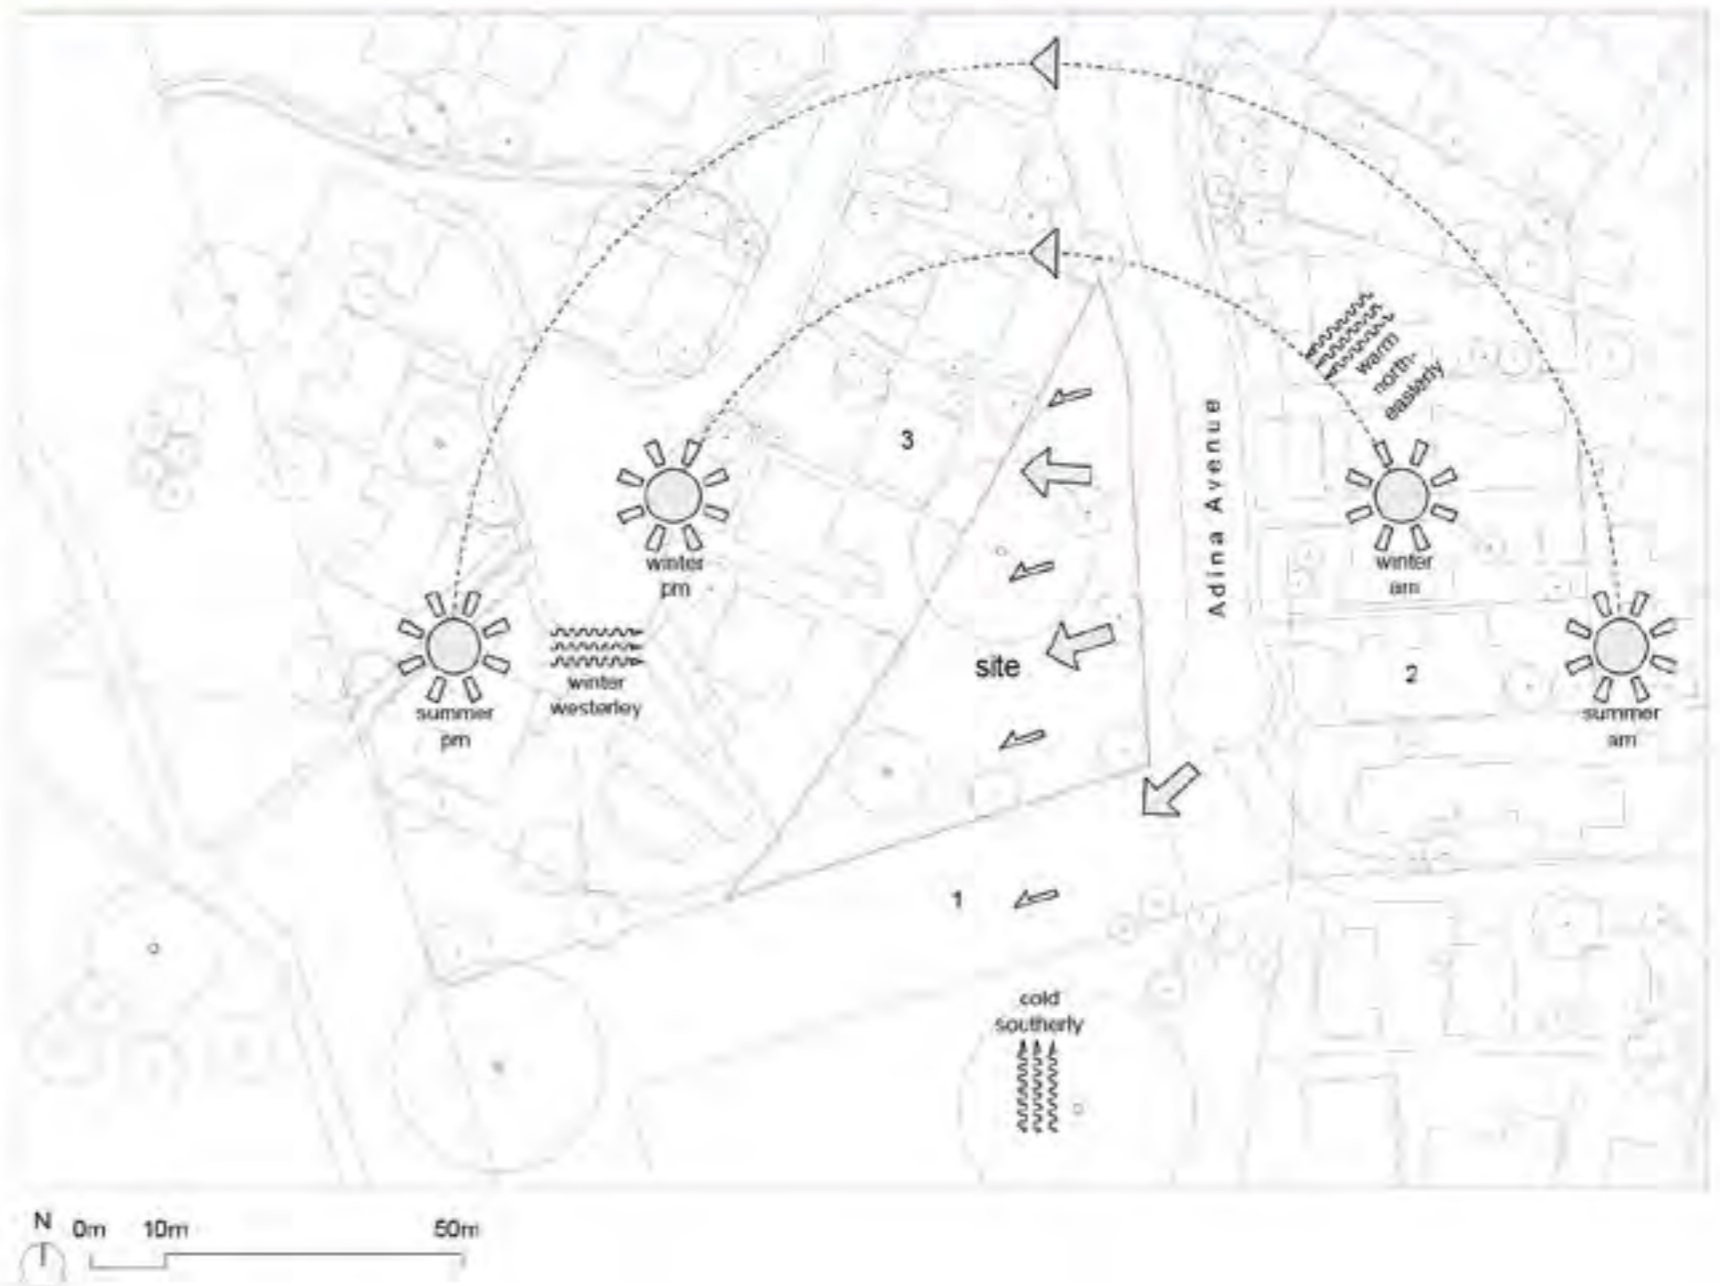 warm
north-
easterly
3
Adina Avenue
winter
pm
winter
am
site
2
winter
westerley
summer
pm
summer
am
1
cold
southerly
N
0m 10m 50m